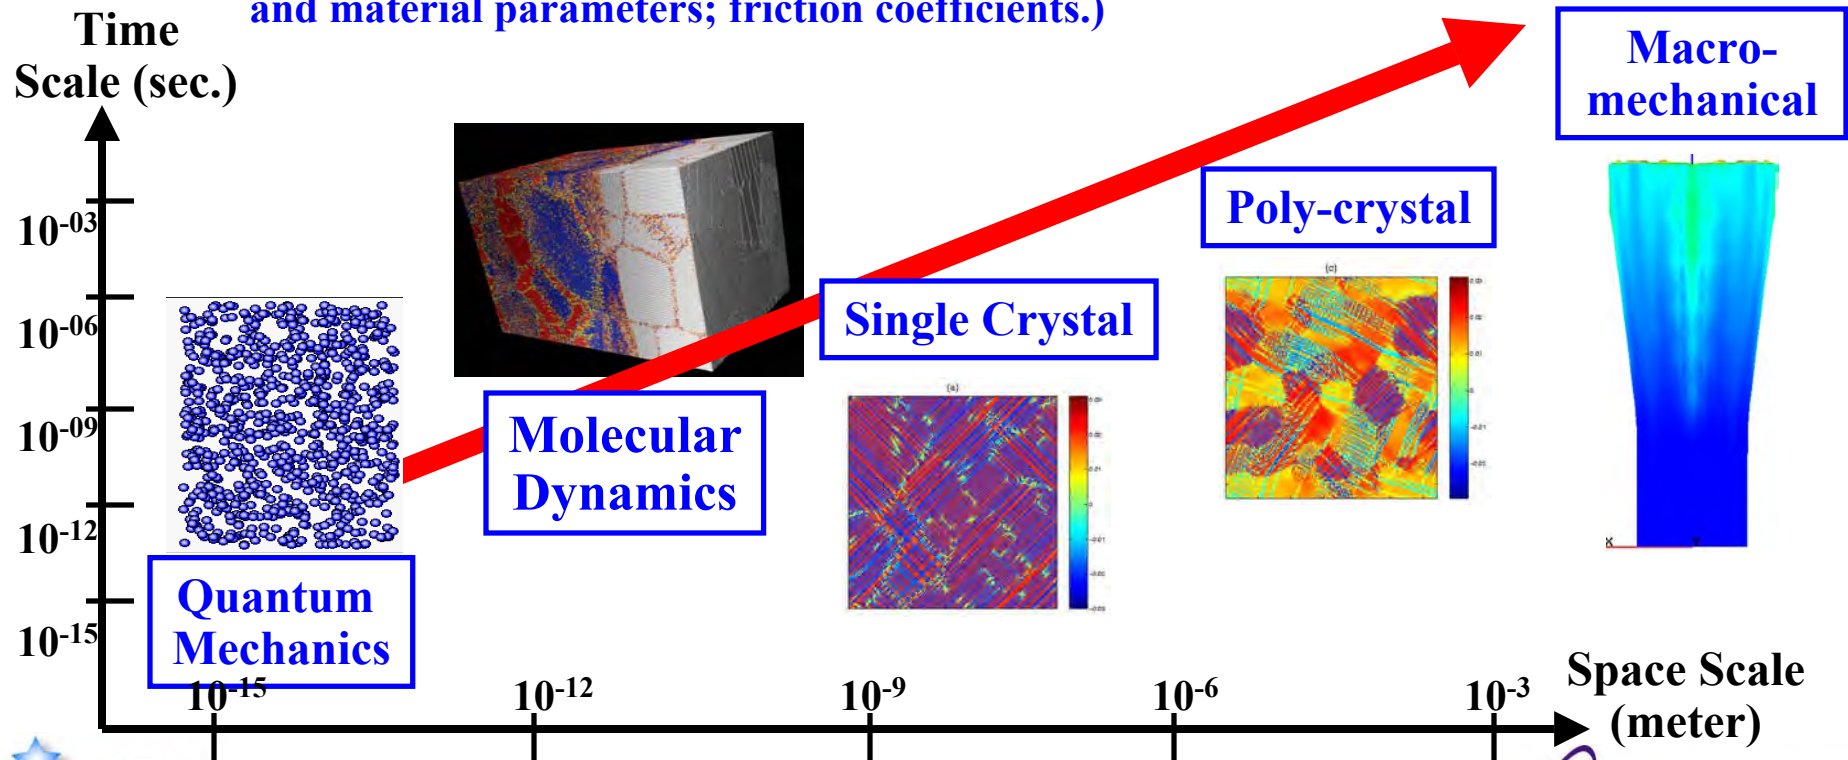 and material parameters; friction coefficients.)
Time
Scale (sec.)
Macro-
mechanical
Poly-crystal
10-03
(c)
Single Crystal
10-06
(a)
Molecular
Dynamics
10-09
10-12
Quantum
Mechanics
10-15
X
Y
Space Scale
(meter)
10-15
10-12
10-9
10-6
10-3